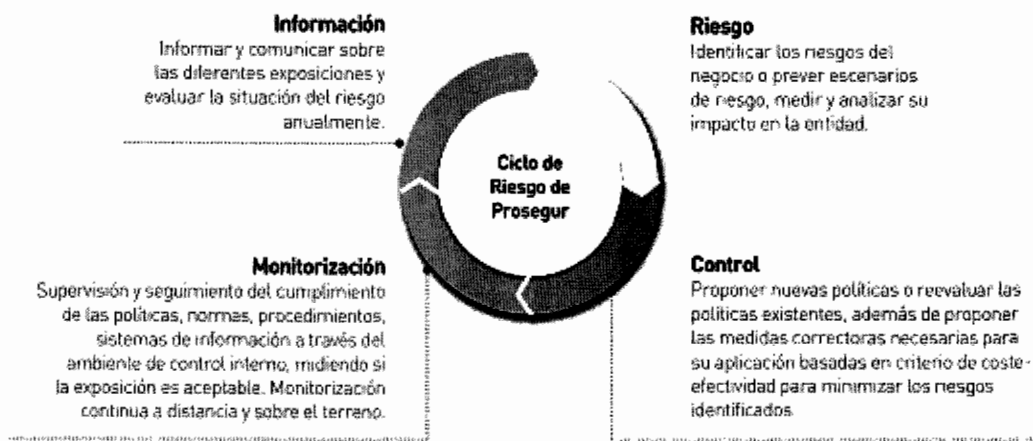 Información
Informar y comunicar sobre
las diferentes exposiciones y
evaluar la situación del riesgo
anualmente.
Riesgo
Identificar los riesgos del
negocio o prever escenarios
de riesgo, medir y analizar su
impacto en la entidad.
Ciclo de
Riesgo de
Prosegur
Monitorización
Supervisión y seguimiento del cumplimiento
de las políticas, normas, procedimientos,
sistemas de información a través del
ambiente de control interno, midiendo si
la exposición es aceptable. Monitorización
continua a distancia y sobre el terreno.
Control
Proponer nuevas políticas o reevaluar las
políticas existentes, además de proponer
las medidas correctoras necesarias para
su aplicación basadas en criterio de coste-
efectividad para minimizar los riesgos
identificados